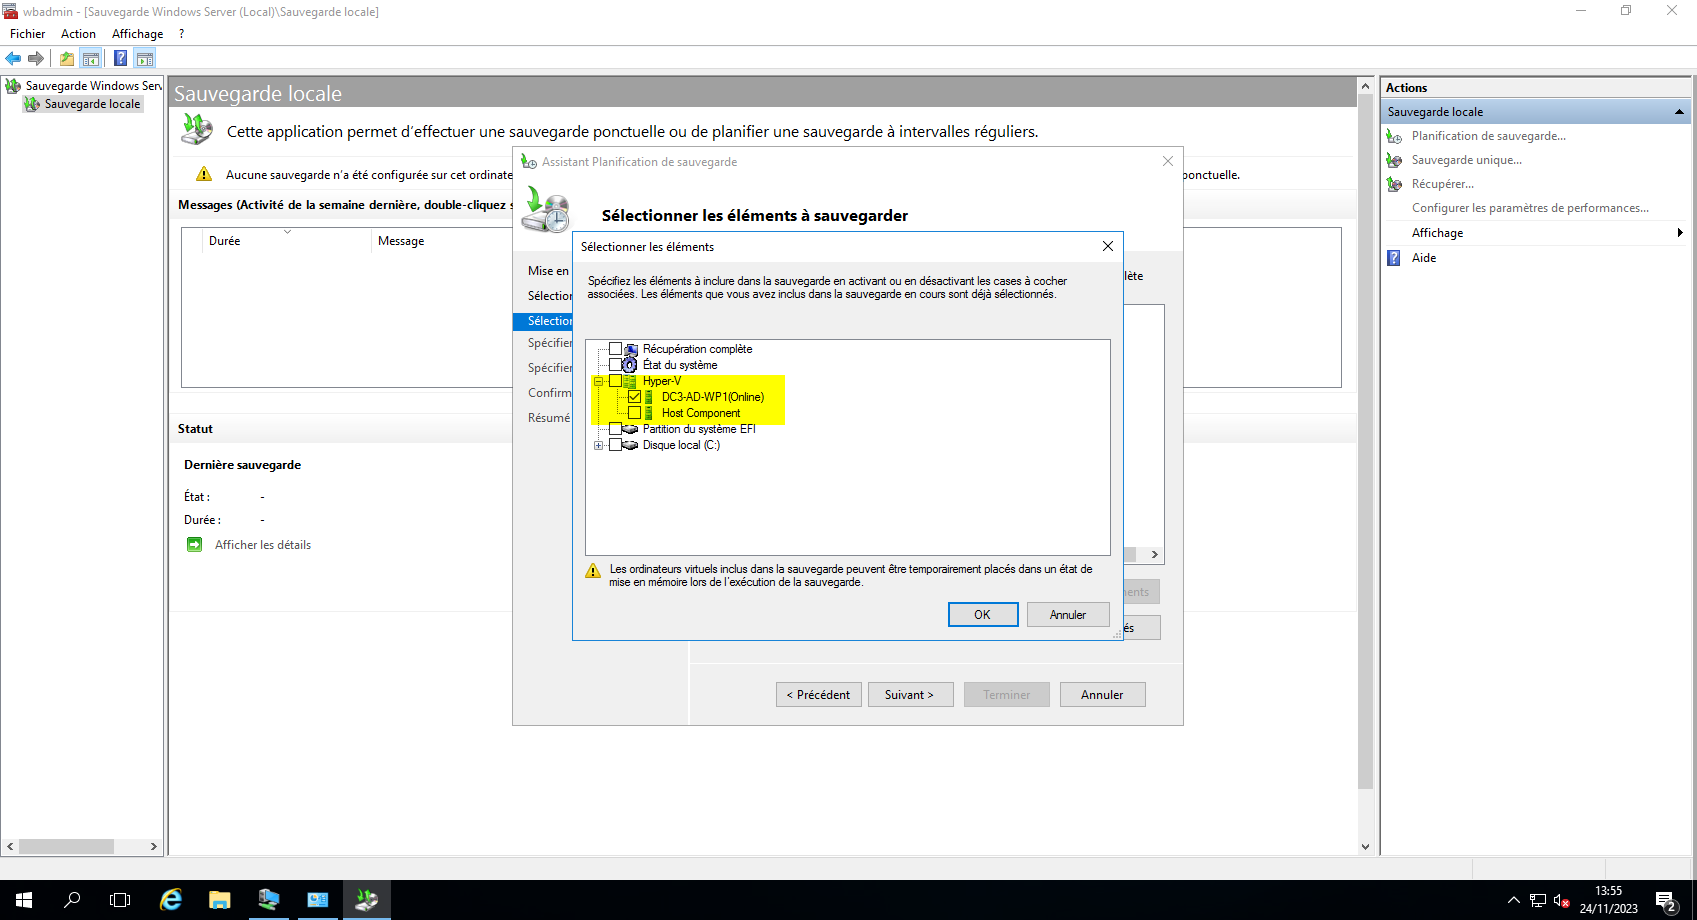 wbadmin - [Sauvegarde Windows Server (Local)\Sauvegarde locale]
Fichier Action Affichage ?
Sauvegarde Windows Serv
Sauvegarde locale
Sauvegarde locale
Cette application permet d'effectuer une sauvegarde ponctuelle ou de planifier une sauvegarde à intervalles réguliers.
Aucune sauvegarde n'a été configurée sur cet ordinate
ponctuelle.
Messages (Activité de la semaine dernière, double-cliquez s
Durée Message
Statut
Dernière sauvegarde
État : -
Durée : -
Afficher les détails
Assistant Planification de sauvegarde
Sélectionner les éléments à sauvegarder
Mise en
Sélection
Sélection
Spécifier
Spécifier
Confirm
Résumé
lète
ents
és
< Précédent Suivant > Terminer Annuler
Sélectionner les éléments
Spécifiez les éléments à inclure dans la sauvegarde en activant ou en désactivant les cases à cocher
associées. Les éléments que vous avez inclus dans la sauvegarde en cours sont déjà sélectionnés.
Récupération complète
État du système
Hyper-V
DC3-AD-WP1(Online)
Host Component
Partition du système EFI
Disque local (C:)
Les ordinateurs virtuels inclus dans la sauvegarde peuvent être temporairement placés dans un état de
mise en mémoire lors de l'exécution de la sauvegarde.
OK Annuler
Actions
Sauvegarde locale
Planification de sauvegarde...
Sauvegarde unique...
Récupérer...
Configurer les paramètres de performances...
Affichage
Aide
13:55
24/11/2023
2